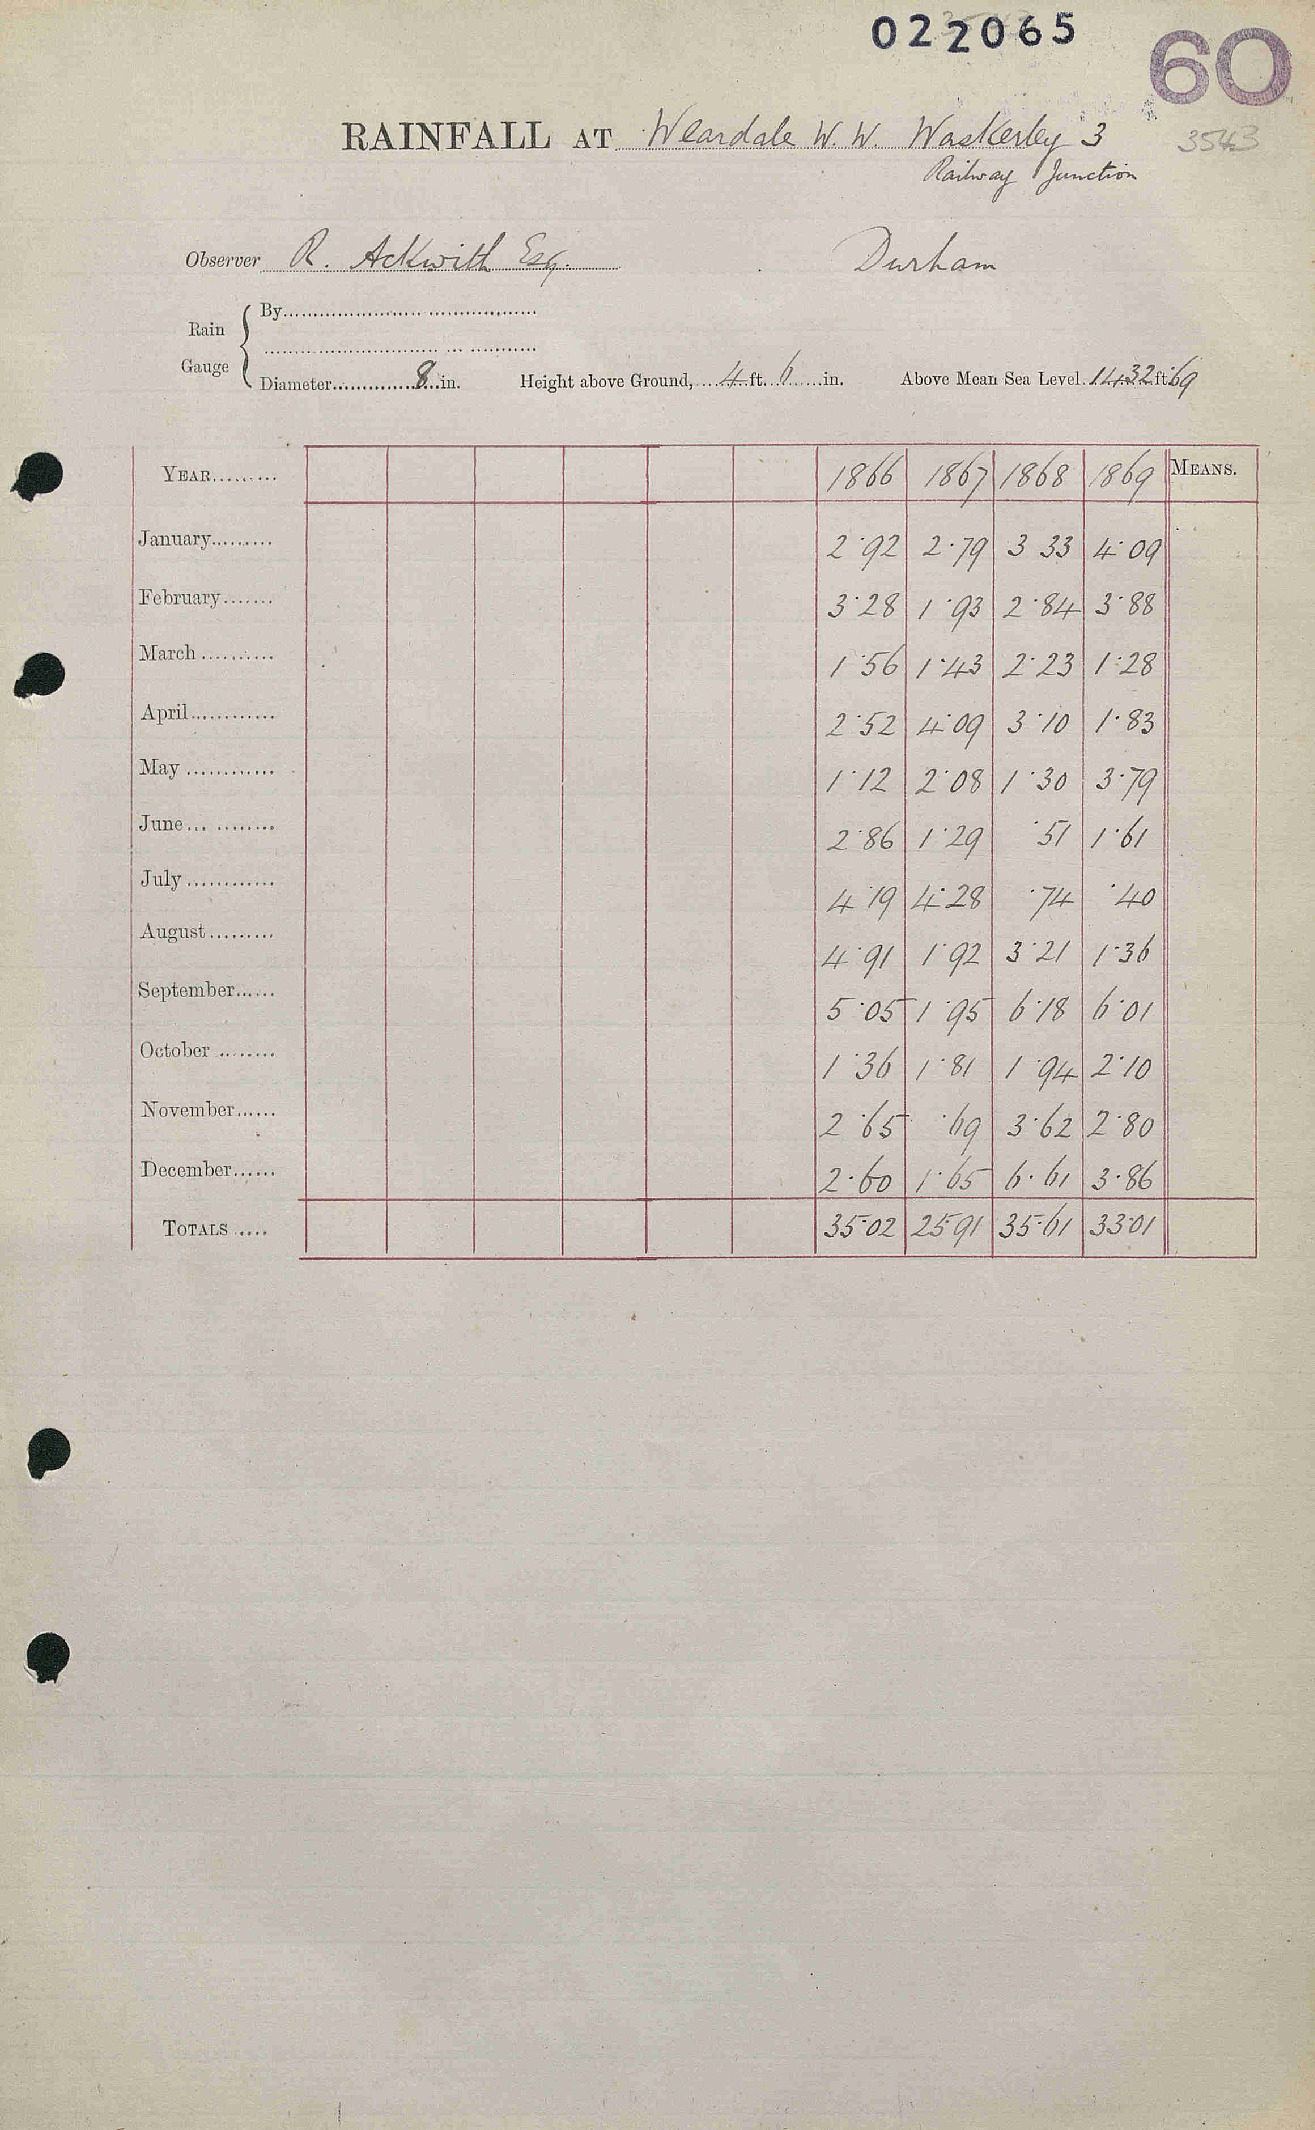 022065
60
RAINFALL AT Weardale W. W. Waskerley 3
3543
Railway Junction
Observer R. Ackwith Esq.
Durham
Rain Gauge
By
Diameter 8 in. Height above Ground, 4 ft. 6 in. Above Mean Sea Level 1432 ft 69
YEAR 1866 1867 1868 1869 MEANS.
January 2·92 2·79 3 33 4·09
February 3·28 1·93 2·84 3·88
March 1·56 1·43 2·23 1·28
April 2·52 4·09 3·10 1·83
May 1·12 2·08 1·30 3·79
June 2·86 1·29 ·51 1·61
July 4·19 4·28 ·74 ·40
August 4·91 1·92 3·21 1·36
September 5·05 1·95 6·18 6·01
October 1·36 1·81 1·94 2·10
November 2·65 ·69 3·62 2·80
December 2·60 1·65 6·61 3·86
TOTALS 35·02 25·91 35·61 33·01